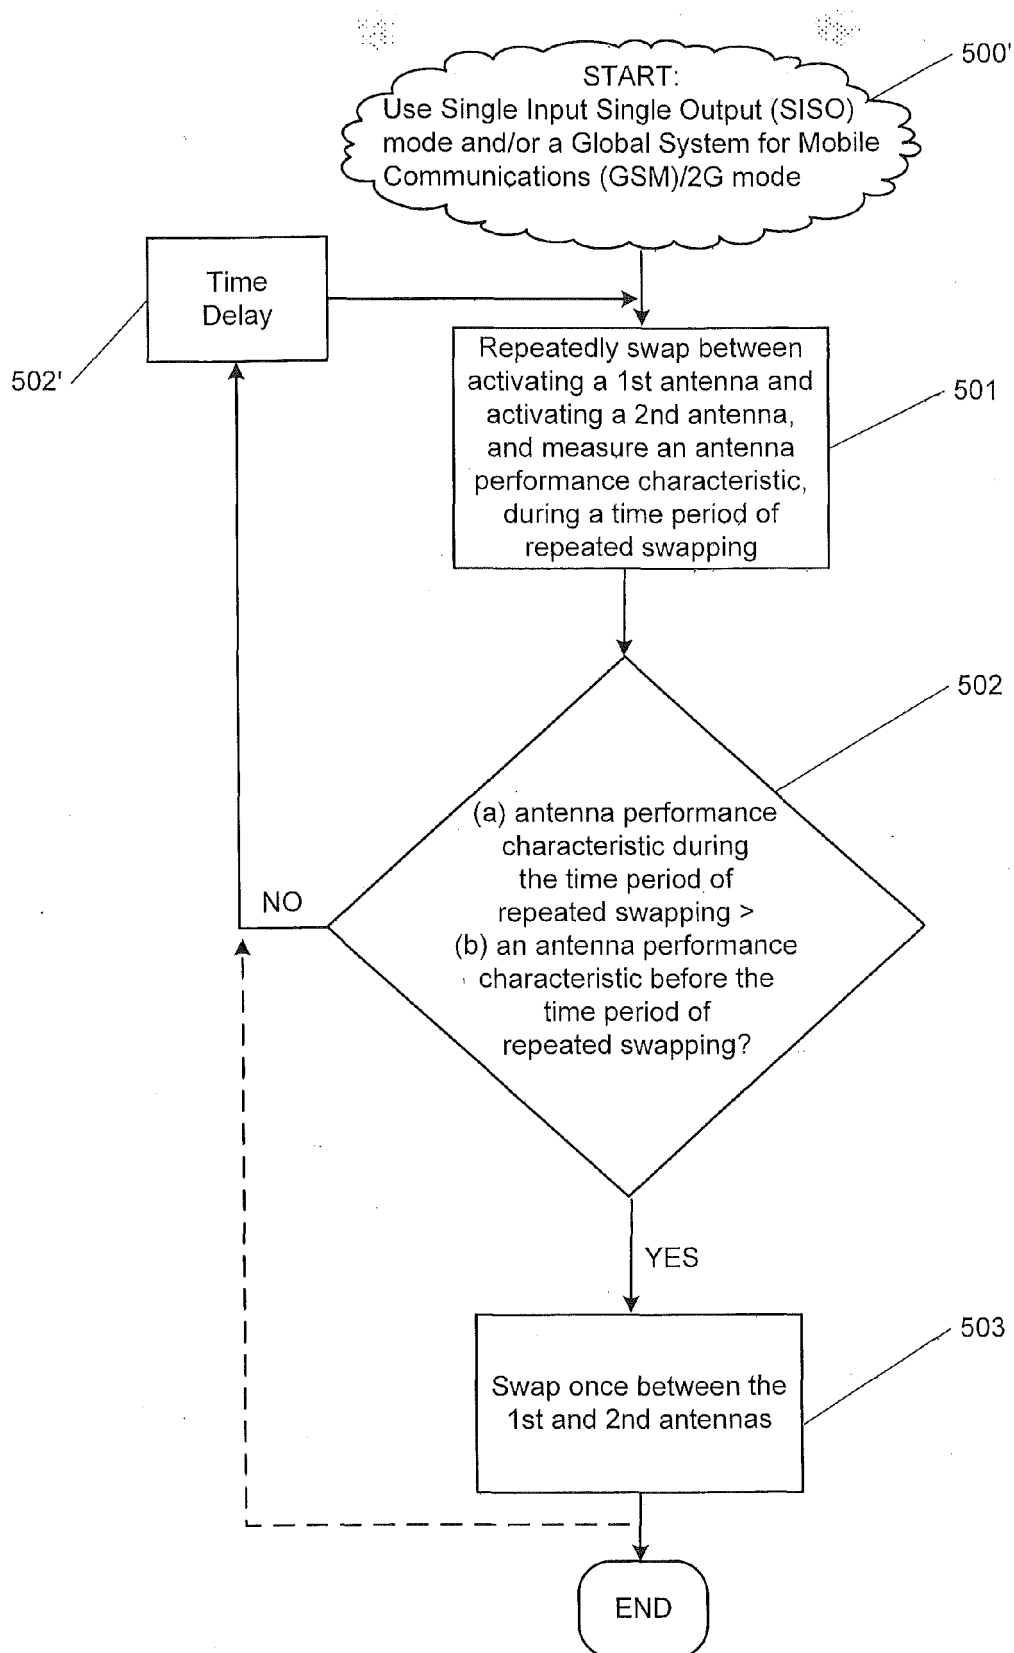 500'
START:
Use Single Input Single Output (SISO)
mode and/or a Global System for Mobile
Communications (GSM)/2G mode
Time
Delay
502'
Repeatedly swap between
activating a 1st antenna and
activating a 2nd antenna,
and measure an antenna
performance characteristic,
during a time period of
repeated swapping
501
502
(a) antenna performance
characteristic during
the time period of
repeated swapping >
(b) an antenna performance
characteristic before the
time period of
repeated swapping?
NO
YES
503
Swap once between the
1st and 2nd antennas
END